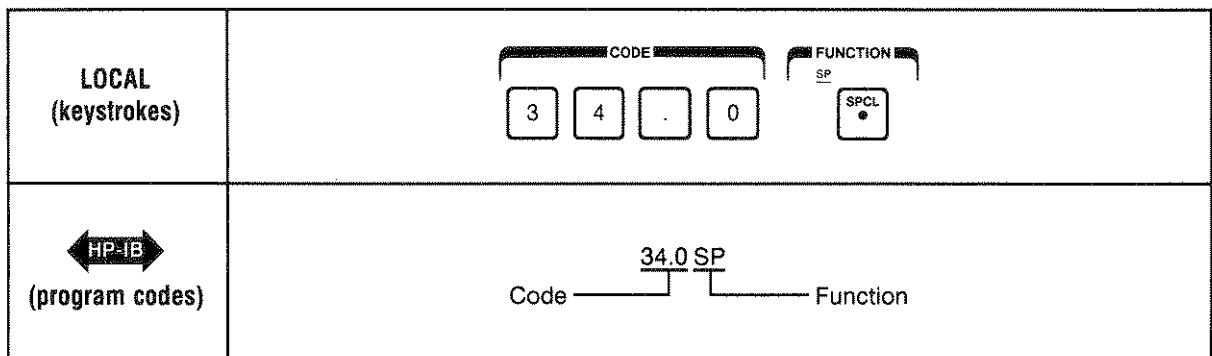 LOCAL
(keystrokes)
CODE
FUNCTION
SP
3 4 . 0
SPCL
HP-IB
(program codes)
34.0 SP
Code
Function